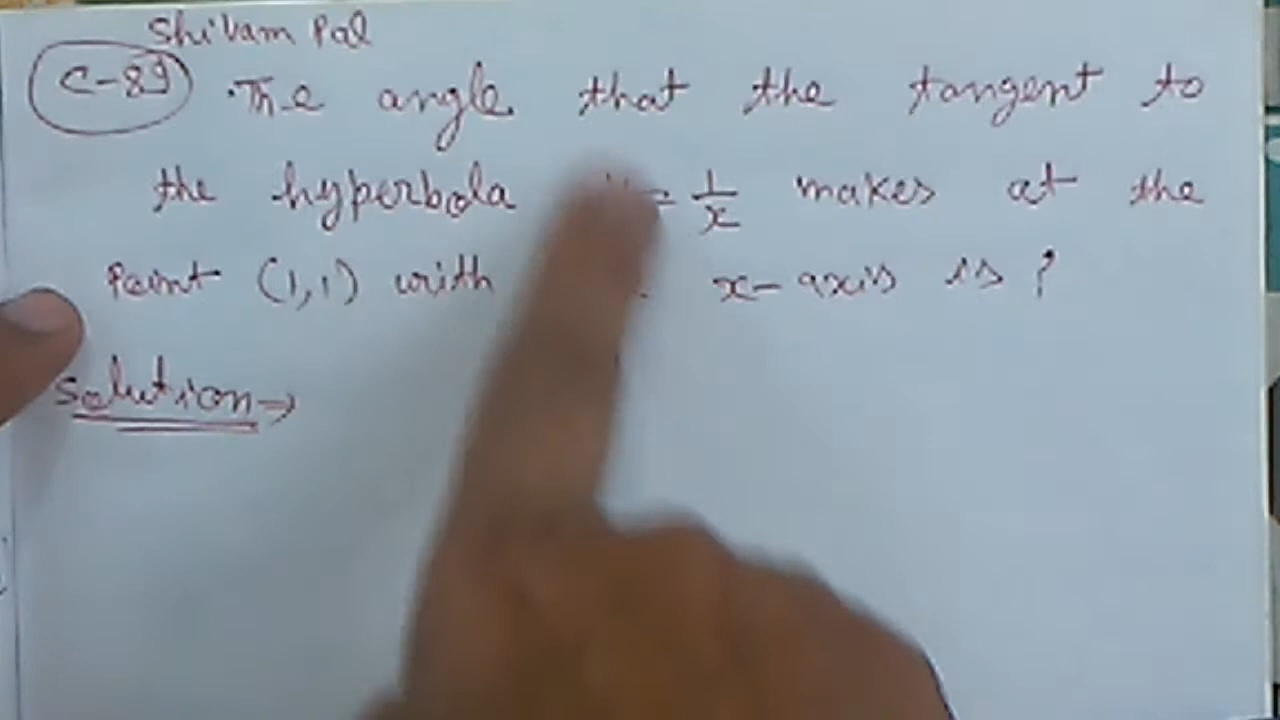 Shivam Pal
C-89 The angle that the tangent to
the hyperbola = 1/x makes at the
Point (1,1) with x-axis is ?
Solution→